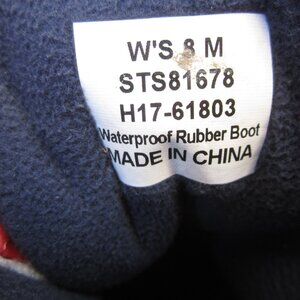 W'S 8 M
STS81678
H17-61803
Waterproof Rubber Boot
MADE IN CHINA